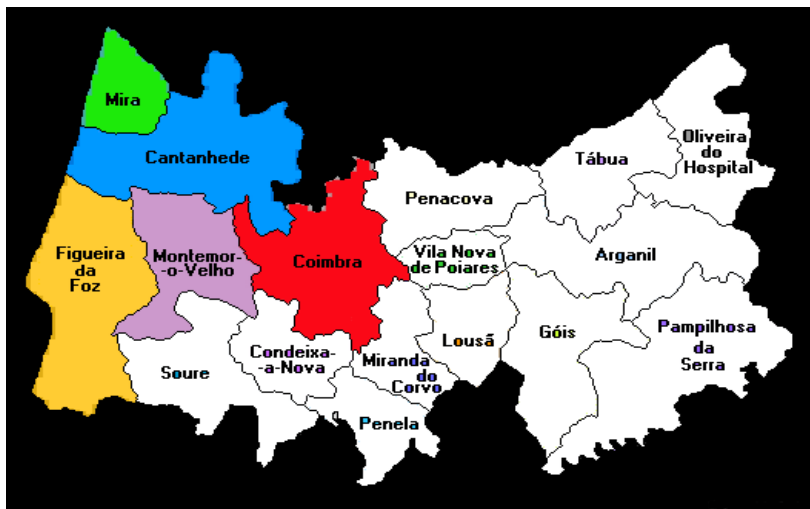 Mira
Cantanhede
Tábua
Oliveira
do
Hospital
Penacova
Figueira
da
Foz
Montemor-
-o-Velho
Coimbra
Vila Nova
de Poiares
Arganil
Soure
Condeixa-
-a-Nova
Miranda
do
Corvo
Lousã
Góis
Pampilhosa
da
Serra
Penela